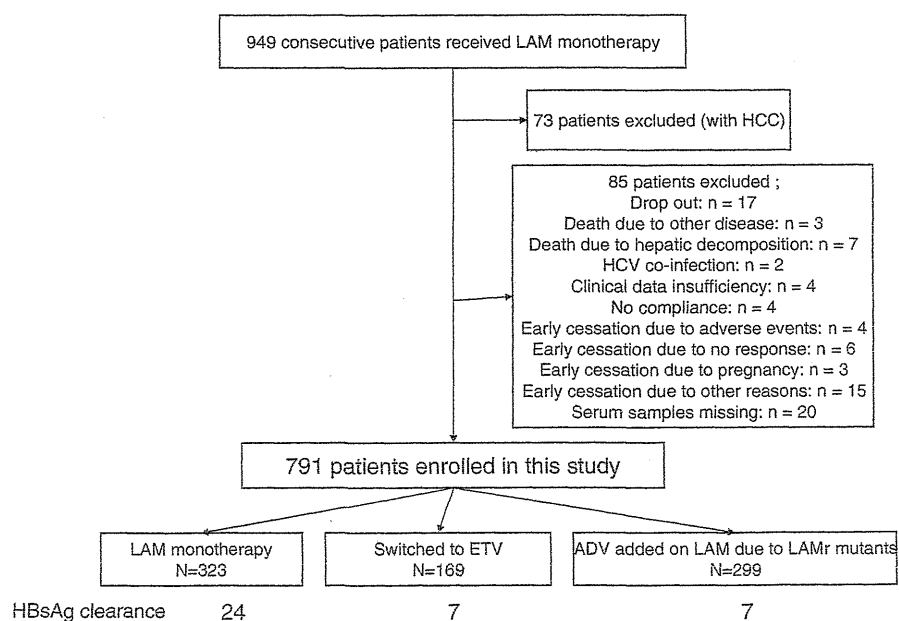 949 consecutive patients received LAM monotherapy
73 patients excluded (with HCC)
85 patients excluded ;
Drop out: n = 17
Death due to other disease: n = 3
Death due to hepatic decomposition: n = 7
HCV co-infection: n = 2
Clinical data insufficiency: n = 4
No compliance: n = 4
Early cessation due to adverse events: n = 4
Early cessation due to no response: n = 6
Early cessation due to pregnancy: n = 3
Early cessation due to other reasons: n = 15
Serum samples missing: n = 20
791 patients enrolled in this study
LAM monotherapy
N=323
Switched to ETV
N=169
ADV added on LAM due to LAMr mutants
N=299
HBsAg clearance 24 7 7